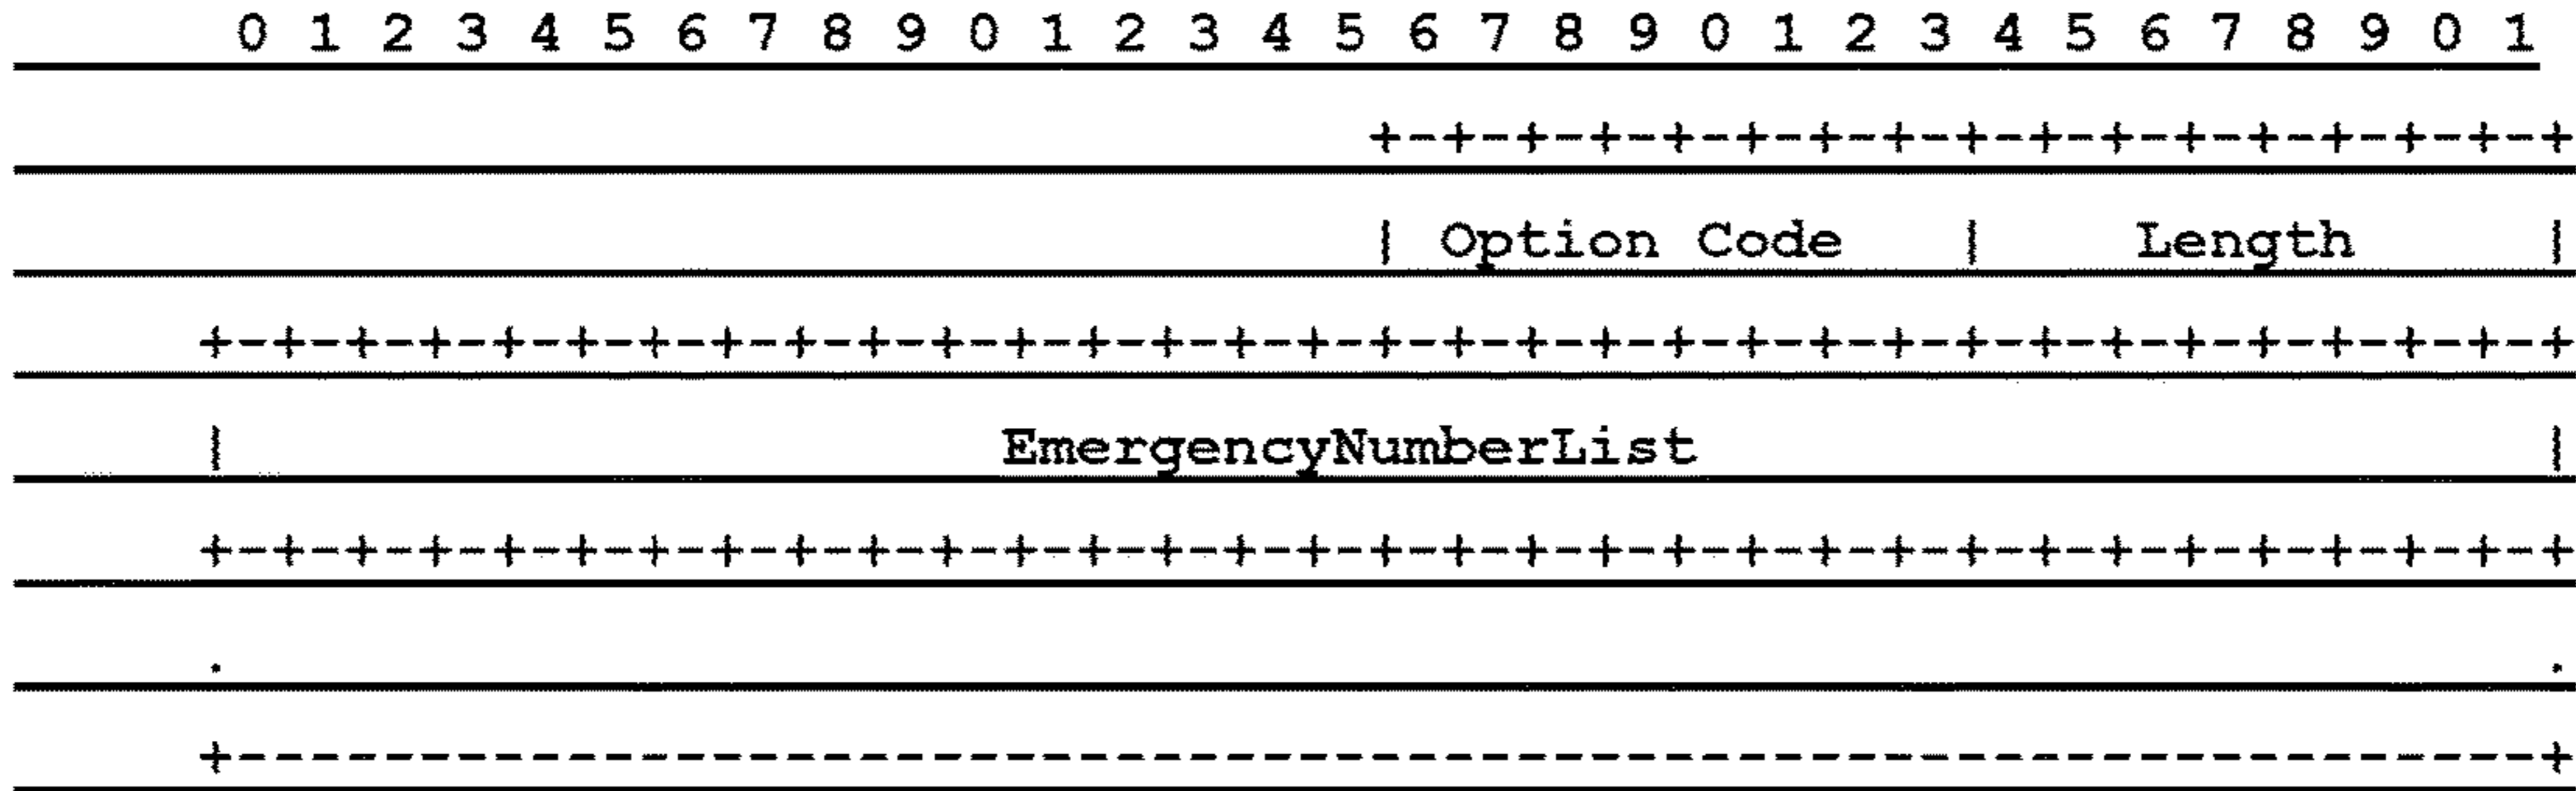 0 1 2 3 4 5 6 7 8 9 0 1 2 3 4 5 6 7 8 9 0 1 2 3 4 5 6 7 8 9 0 1
+-+-+-+-+-+-+-+-+-+-+-+-+-+-+-+-+
| Option Code | Length |
+-+-+-+-+-+-+-+-+-+-+-+-+-+-+-+-+-+-+-+-+-+-+-+-+-+-+-+-+-+-+-+-+
| EmergencyNumberList |
+-+-+-+-+-+-+-+-+-+-+-+-+-+-+-+-+-+-+-+-+-+-+-+-+-+-+-+-+-+-+-+-+
. .
+---------------------------------------------------------------+